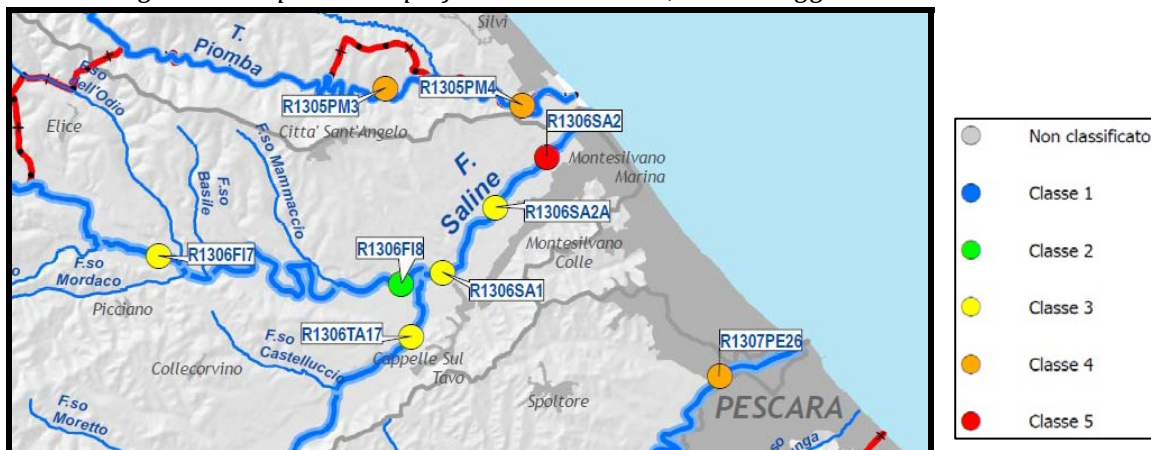 Silvi
T.
Piomba
F.so
dell'Odio
R1305PM3
R1305PM4
Elice
Citta' Sant'Angelo
R1306SA2
Montesilvano
Marina
F.so Mammaccio
F.so
Basile
F.
Saline
R1306SA2A
Montesilvano
Colle
R1306FI7
R1306FI8
R1306SA1
F.so
Mordaco
Picciano
R1306TA17
F.so
Castelluccio
Cappelle Sul
Tavo
Collecorvino
R1307PE26
Spoltore
PESCARA
F.so
Moretto
Non classificato
Classe 1
Classe 2
Classe 3
Classe 4
Classe 5